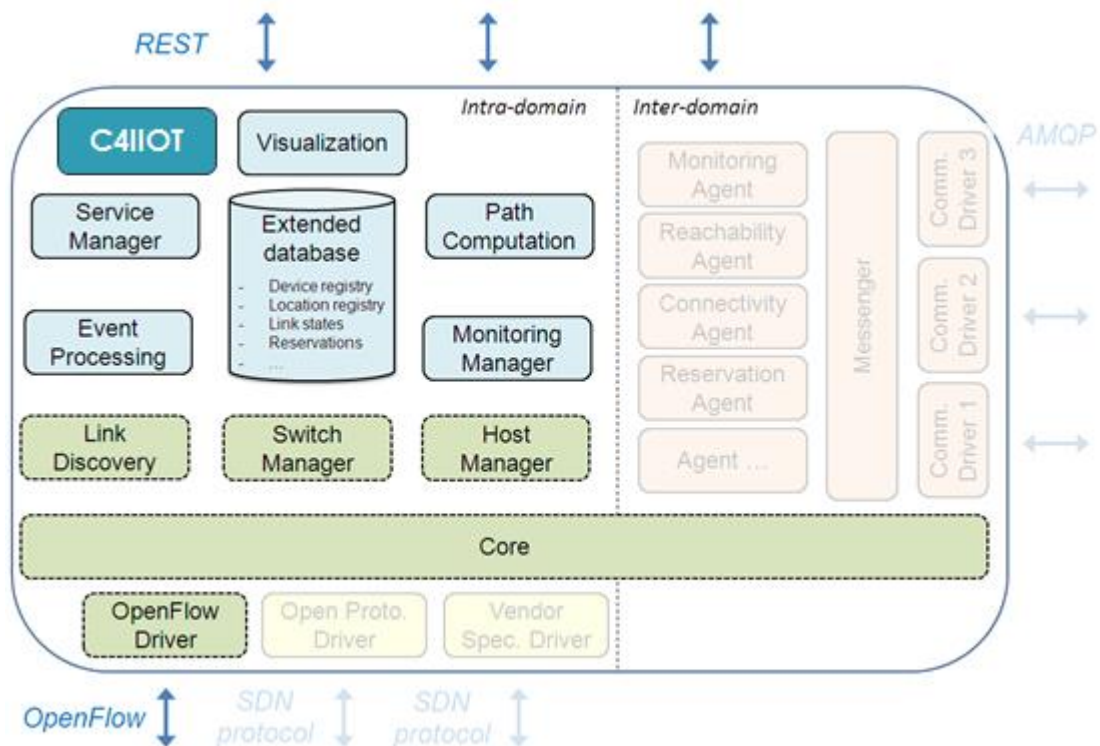 REST
Intra-domain
Inter-domain
C4IIOT
Visualization
AMQP
Service
Manager
Extended
database
- Device registry
- Location registry
- Link states
- Reservations
- ...
Path
Computation
Event
Processing
Monitoring
Manager
Link
Discovery
Switch
Manager
Host
Manager
Monitoring
Agent
Reachability
Agent
Connectivity
Agent
Reservation
Agent
Agent ...
Messenger
Comm.
Driver 3
Comm.
Driver 2
Comm.
Driver 1
Core
OpenFlow
Driver
Open Proto.
Driver
Vendor
Spec. Driver
OpenFlow
SDN
protocol
SDN
protocol